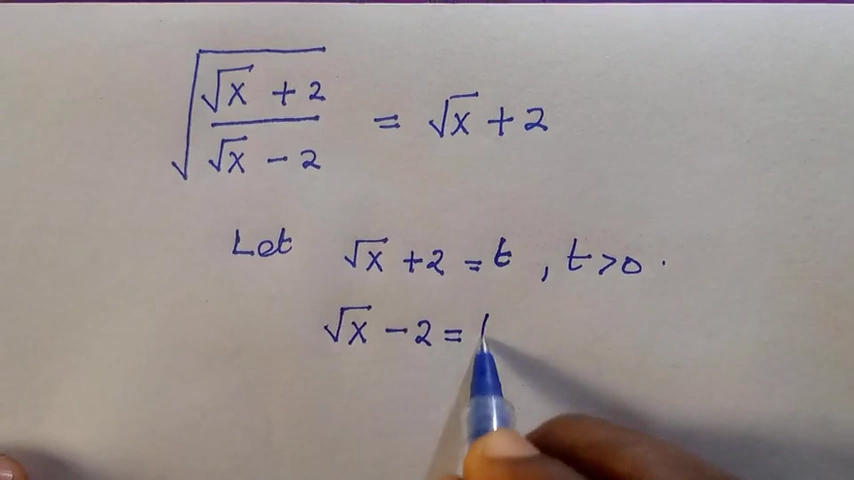 √((√x + 2)/(√x - 2)) = √x + 2
Let √x + 2 = t , t > 0 .
√x - 2 =